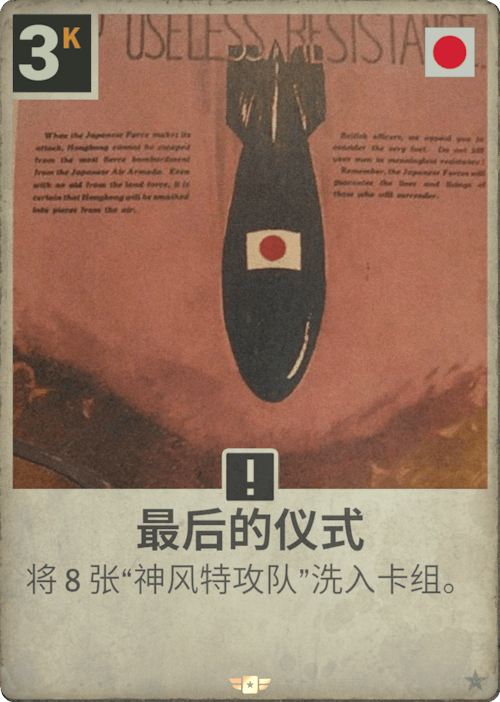 3K
USELESS RESISTANCE
When the Japanese Force makes its
attack, Hongkong cannot be escaped
from the most fierce bombardment
from the Japanese Air Armada. Even
with no aid from the land force, it is
certain that Hongkong will be smashed
into pieces from the air.
British officers, we appeal you to
consider the very fact. Do not kill
your men in meaningless resistance!
Remember, the Japanese Forces will
guarantee the lives and livings of
those who will surrender.
!
最后的仪式
将 8 张“神风特攻队”洗入卡组。